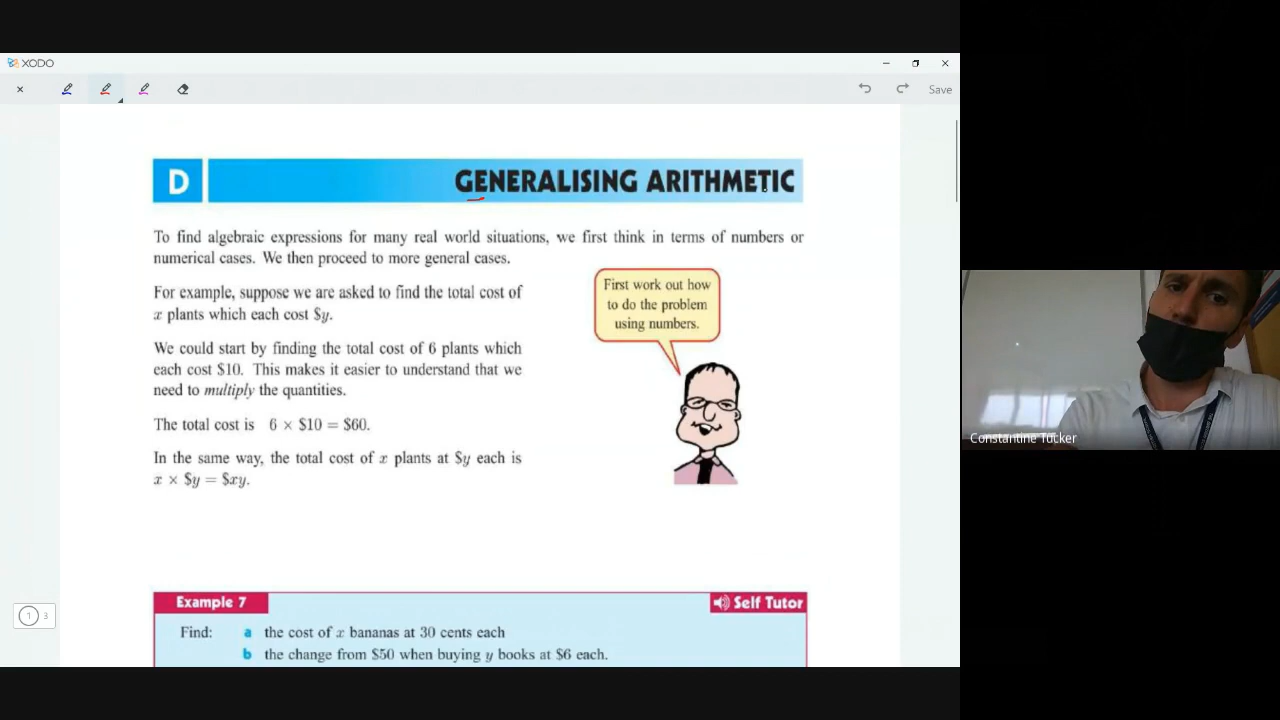 XODO
Save
D
GENERALISING ARITHMETIC
To find algebraic expressions for many real world situations, we first think in terms of numbers or
numerical cases. We then proceed to more general cases.
For example, suppose we are asked to find the total cost of
x plants which each cost $y.
We could start by finding the total cost of 6 plants which
each cost $10. This makes it easier to understand that we
need to multiply the quantities.
The total cost is 6 × $10 = $60.
In the same way, the total cost of x plants at $y each is
x × $y = $xy.
First work out how
to do the problem
using numbers.
Constantine Tucker
Example 7
Self Tutor
Find: a the cost of x bananas at 30 cents each
b the change from $50 when buying y books at $6 each.
1 3